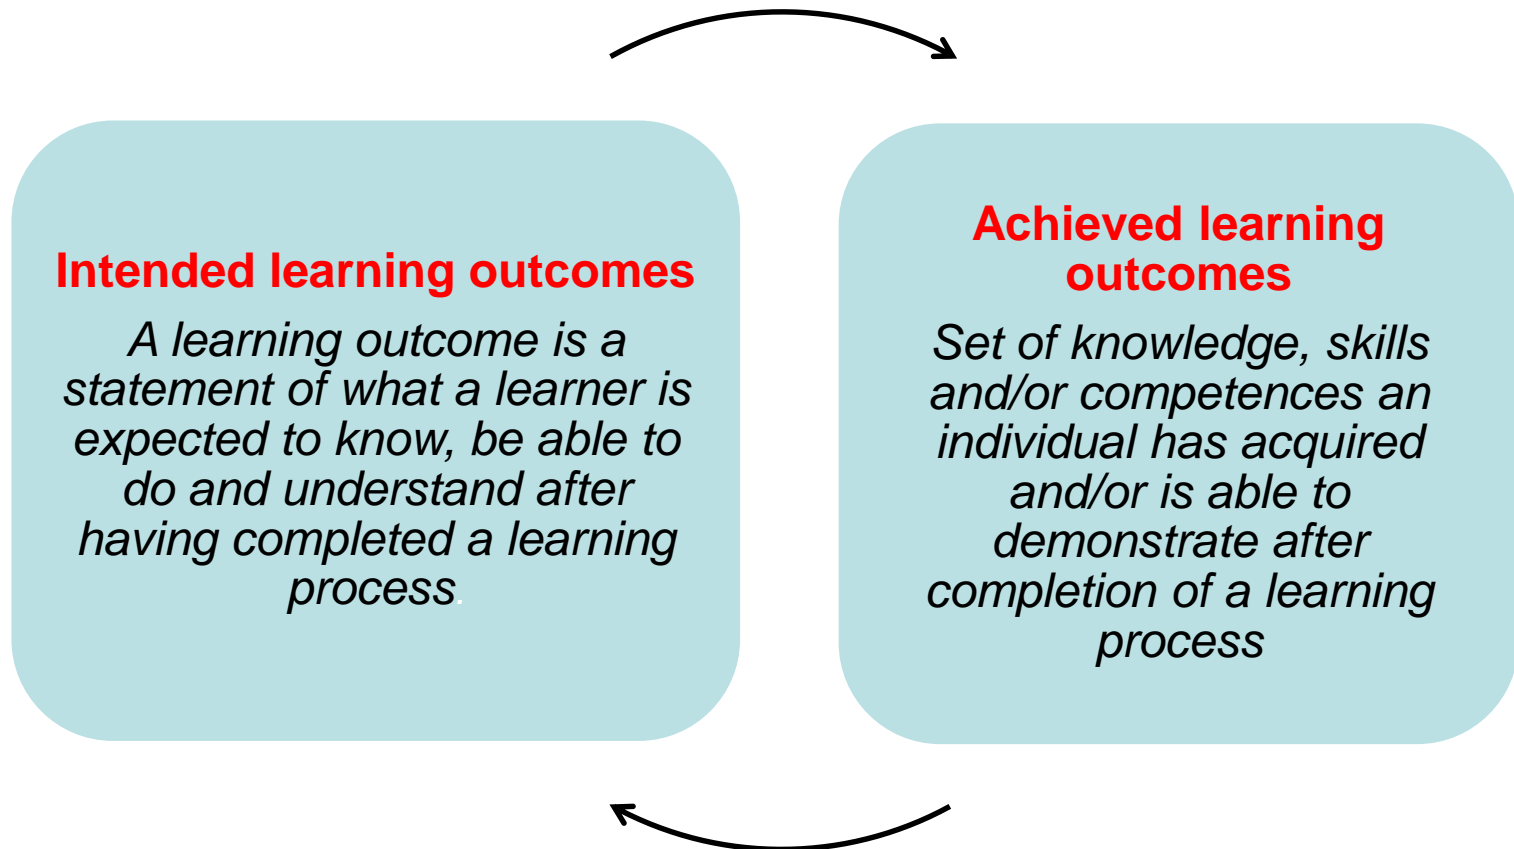 Intended learning outcomes
A learning outcome is a
statement of what a learner is
expected to know, be able to
do and understand after
having completed a learning
process.
Achieved learning
outcomes
Set of knowledge, skills
and/or competences an
individual has acquired
and/or is able to
demonstrate after
completion of a learning
process